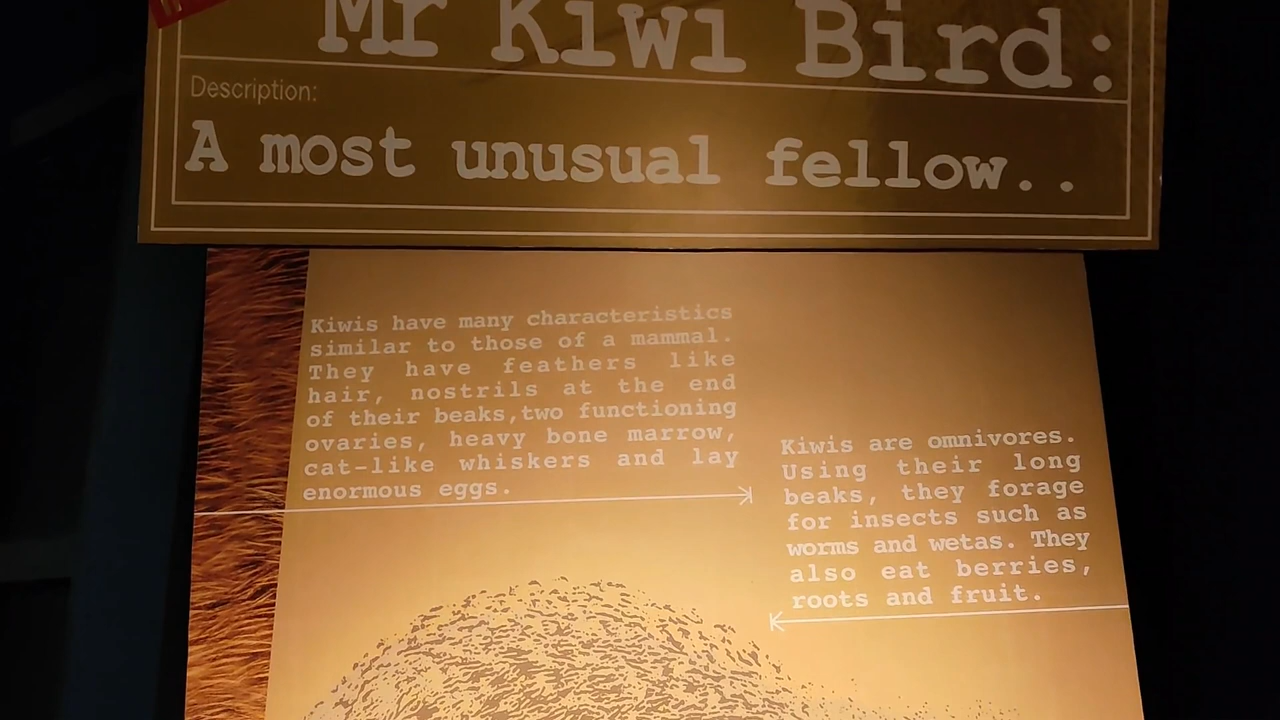 Mr Kiwi Bird:
Description:
A most unusual fellow..
Kiwis have many characteristics
similar to those of a mammal.
They have feathers like
hair, nostrils at the end
of their beaks,two functioning
ovaries, heavy bone marrow,
cat-like whiskers and lay
enormous eggs.
Kiwis are omnivores.
Using their long
beaks, they forage
for insects such as
worms and wetas. They
also eat berries,
roots and fruit.